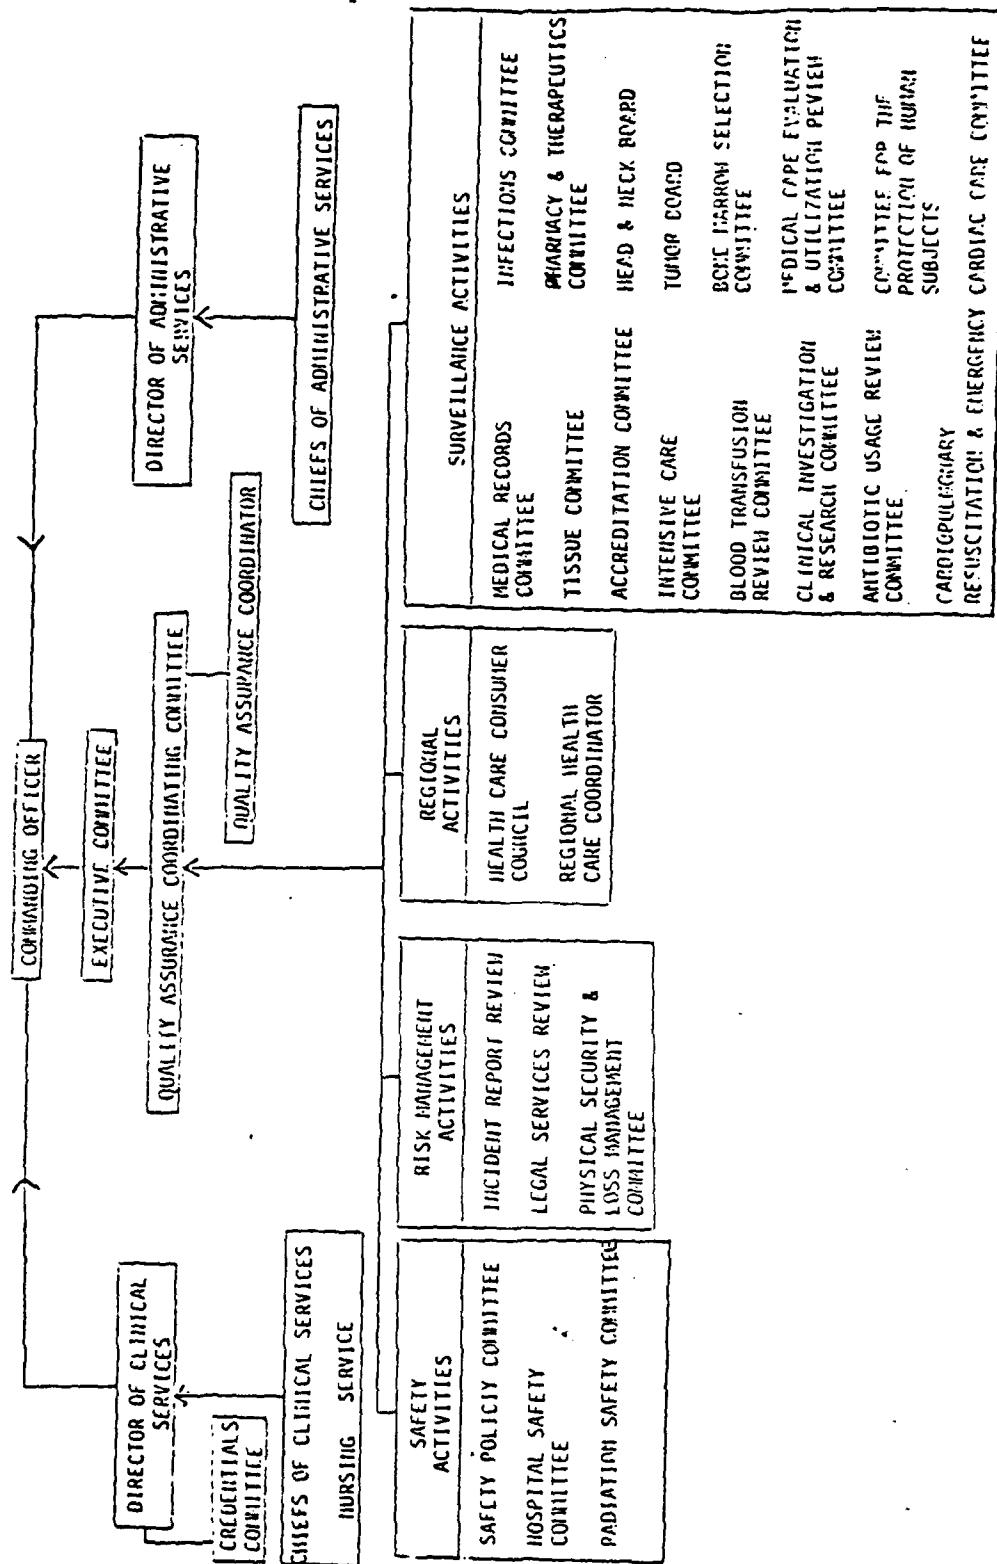 COMMANDING OFFICER
EXECUTIVE COMMITTEE
QUALITY ASSURANCE COORDINATING COMMITTEE
QUALITY ASSURANCE COORDINATOR
DIRECTOR OF CLINICAL
SERVICES
CREDENTIALS
COMMITTEE
CHIEFS OF CLINICAL SERVICES
NURSING SERVICE
DIRECTOR OF ADMINISTRATIVE
SERVICES
CHIEFS OF ADMINISTRATIVE SERVICES
SAFETY
ACTIVITIES
SAFETY POLICIY COMMITTEE
HOSPITAL SAFETY
COMMITTEE
RADIATION SAFETY COMMITTEE
RISK MANAGEMENT
ACTIVITIES
INCIDENT REPORT REVIEW
LEGAL SERVICES REVIEW
PHYSICAL SECURITY &
LOSS MANAGEMENT
COMMITTEE
REGIONAL
ACTIVITIES
HEALTH CARE CONSUMER
COUNCIL
REGIONAL HEALTH
CARE COORDINATOR
SURVEILLANCE ACTIVITIES
MEDICAL RECORDS
COMMITTEE
TISSUE COMMITTEE
ACCREDITATION COMMITTEE
INTENSIVE CARE
COMMITTEE
BLOOD TRANSFUSION
REVIEW COMMITTEE
CLINICAL INVESTIGATION
& RESEARCH COMMITTEE
ANTIBIOTIC USAGE REVIEW
COMMITTEE
CARDIOPULMONARY
RESUSCITATION & EMERGENCY CARDIAC CARE COMMITTEE
INFECTIONS COMMITTEE
PHARMACY & THERAPEUTICS
COMMITTEE
HEAD & NECK BOARD
TUMOR BOARD
BONE MARROW SELECTION
COMMITTEE
MEDICAL CARE EVALUATION
& UTILIZATION REVIEW
COMMITTEE
COMMITTEE FOR THE
PROTECTION OF HUMAN
SUBJECTS